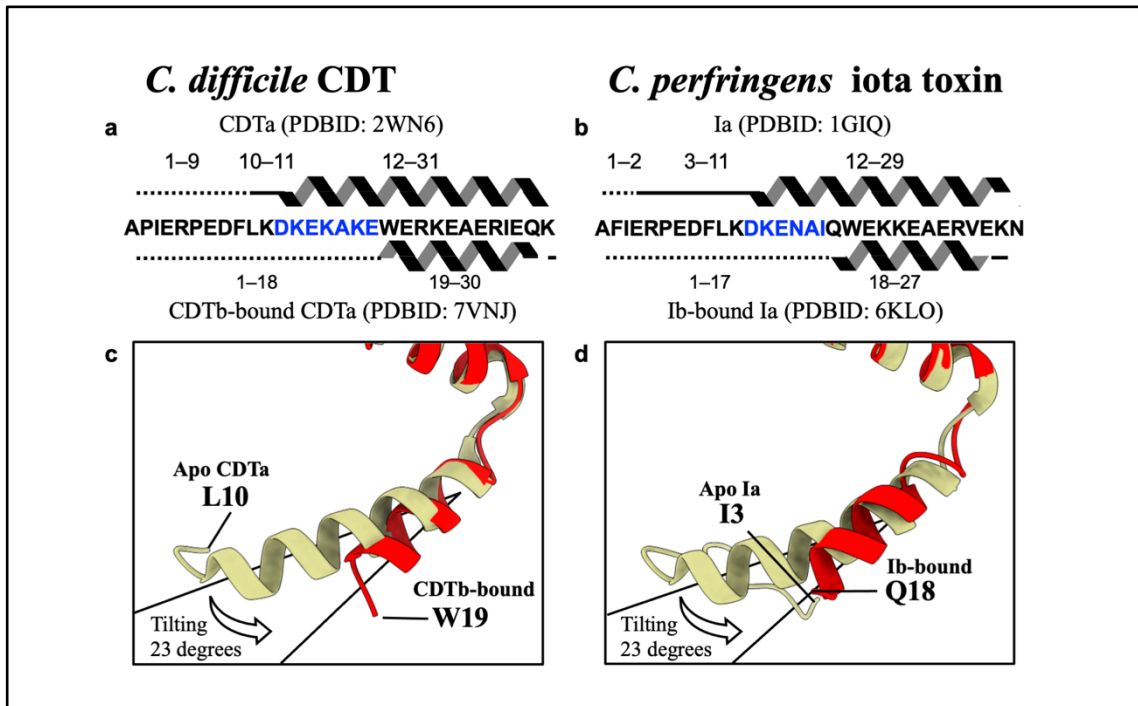 C. difficile CDT
C. perfringens iota toxin
a
CDTa (PDBID: 2WN6)
1–9 10–11 12–31
APIERPEDFLKDKEKAKEWERKEAERIEQK
1–18 19–30
CDTb-bound CDTa (PDBID: 7VNJ)
b
Ia (PDBID: 1GIQ)
1–2 3–11 12–29
AFIERPEDFLKDKENAIQWEKKEAERVEKN
1–17 18–27
Ib-bound Ia (PDBID: 6KLO)
c
Apo CDTa
L10
CDTb-bound
W19
Tilting
23 degrees
d
Apo Ia
I3
Ib-bound
Q18
Tilting
23 degrees